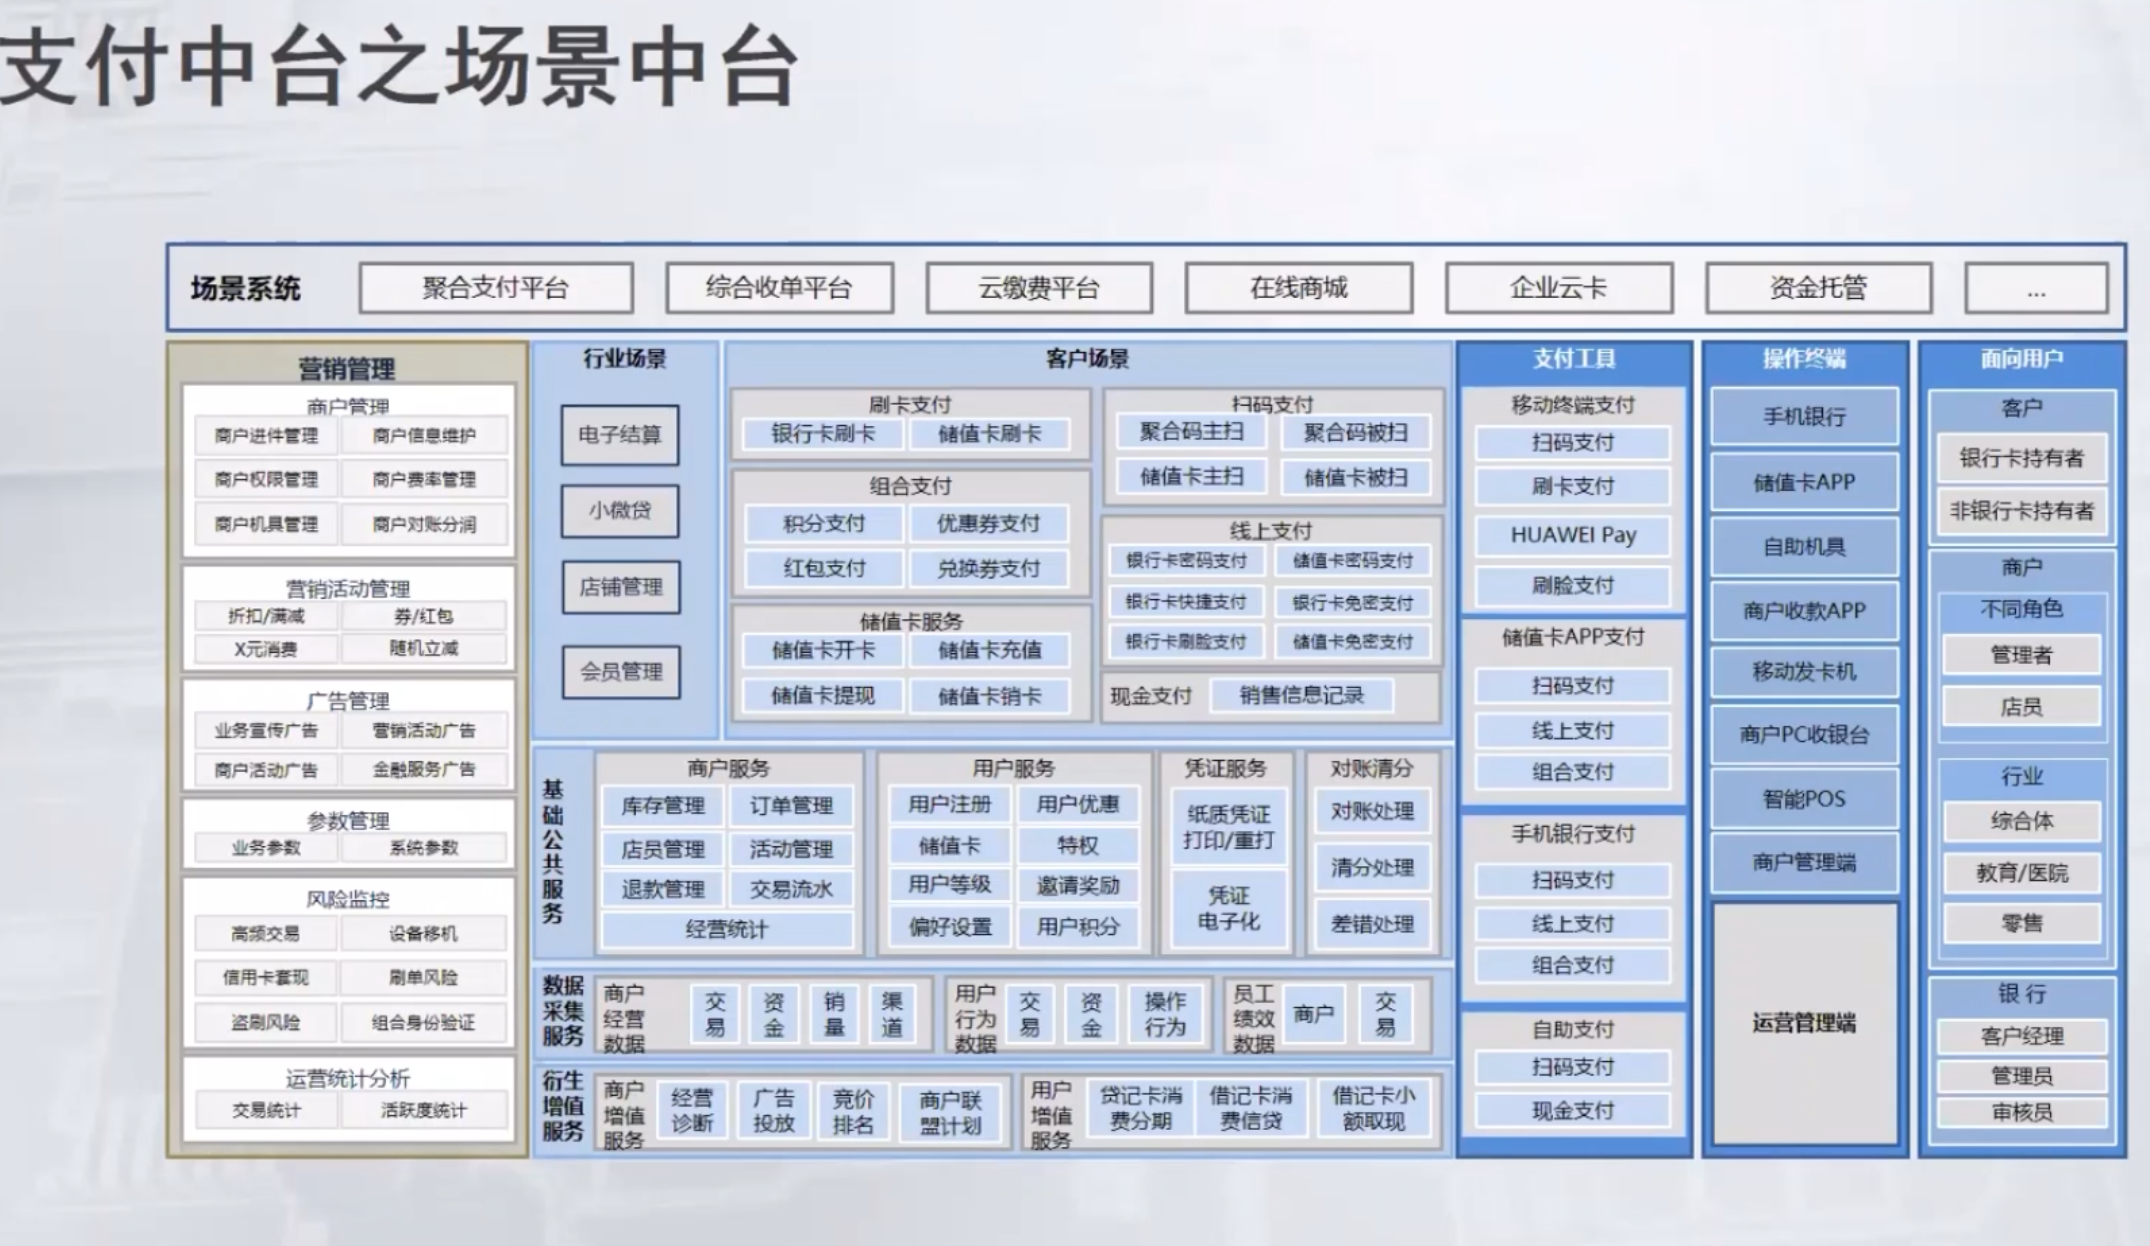 支付中台之场景中台
场景系统
聚合支付平台
综合收单平台
云缴费平台
在线商城
企业云卡
资金托管
...
营销管理
商户管理
商户进件管理
商户信息维护
商户权限管理
商户费率管理
商户机具管理
商户对账分润
营销活动管理
折扣/满减
券/红包
X元消费
随机立减
广告管理
业务宣传广告
营销活动广告
商户活动广告
金融服务广告
参数管理
业务参数
系统参数
风险监控
高频交易
设备移机
信用卡套现
刷单风险
盗刷风险
组合身份验证
运营统计分析
交易统计
活跃度统计
行业场景
电子结算
小微贷
店铺管理
会员管理
客户场景
刷卡支付
银行卡刷卡
储值卡刷卡
组合支付
积分支付
优惠券支付
红包支付
兑换券支付
储值卡服务
储值卡开卡
储值卡充值
储值卡提现
储值卡销卡
扫码支付
聚合码主扫
聚合码被扫
储值卡主扫
储值卡被扫
线上支付
银行卡密码支付
储值卡密码支付
银行卡快捷支付
银行卡免密支付
银行卡刷脸支付
储值卡免密支付
现金支付
销售信息记录
基础公共服务
商户服务
库存管理
订单管理
店员管理
活动管理
退款管理
交易流水
经营统计
用户服务
用户注册
用户优惠
储值卡
特权
用户等级
邀请奖励
偏好设置
用户积分
凭证服务
纸质凭证
打印/重打
凭证
电子化
对账清分
对账处理
清分处理
差错处理
数据
采集
服务
商户
经营
数据
交易
资金
销量
渠道
用户
行为
数据
交易
资金
操作
行为
员工
绩效
数据
商户
交易
衍生
增值
服务
商户
增值
服务
经营
诊断
广告
投放
竞价
排名
商户联
盟计划
用户
增值
服务
贷记卡消
费分期
借记卡消
费信贷
借记卡小
额取现
支付工具
移动终端支付
扫码支付
刷卡支付
HUAWEI Pay
刷脸支付
储值卡APP支付
扫码支付
线上支付
组合支付
手机银行支付
扫码支付
线上支付
组合支付
自助支付
扫码支付
现金支付
操作终端
手机银行
储值卡APP
自助机具
商户收款APP
移动发卡机
商户PC收银台
智能POS
商户管理端
运营管理端
面向用户
客户
银行卡持有者
非银行卡持有者
商户
不同角色
管理者
店员
行业
综合体
教育/医院
零售
银 行
客户经理
管理员
审核员